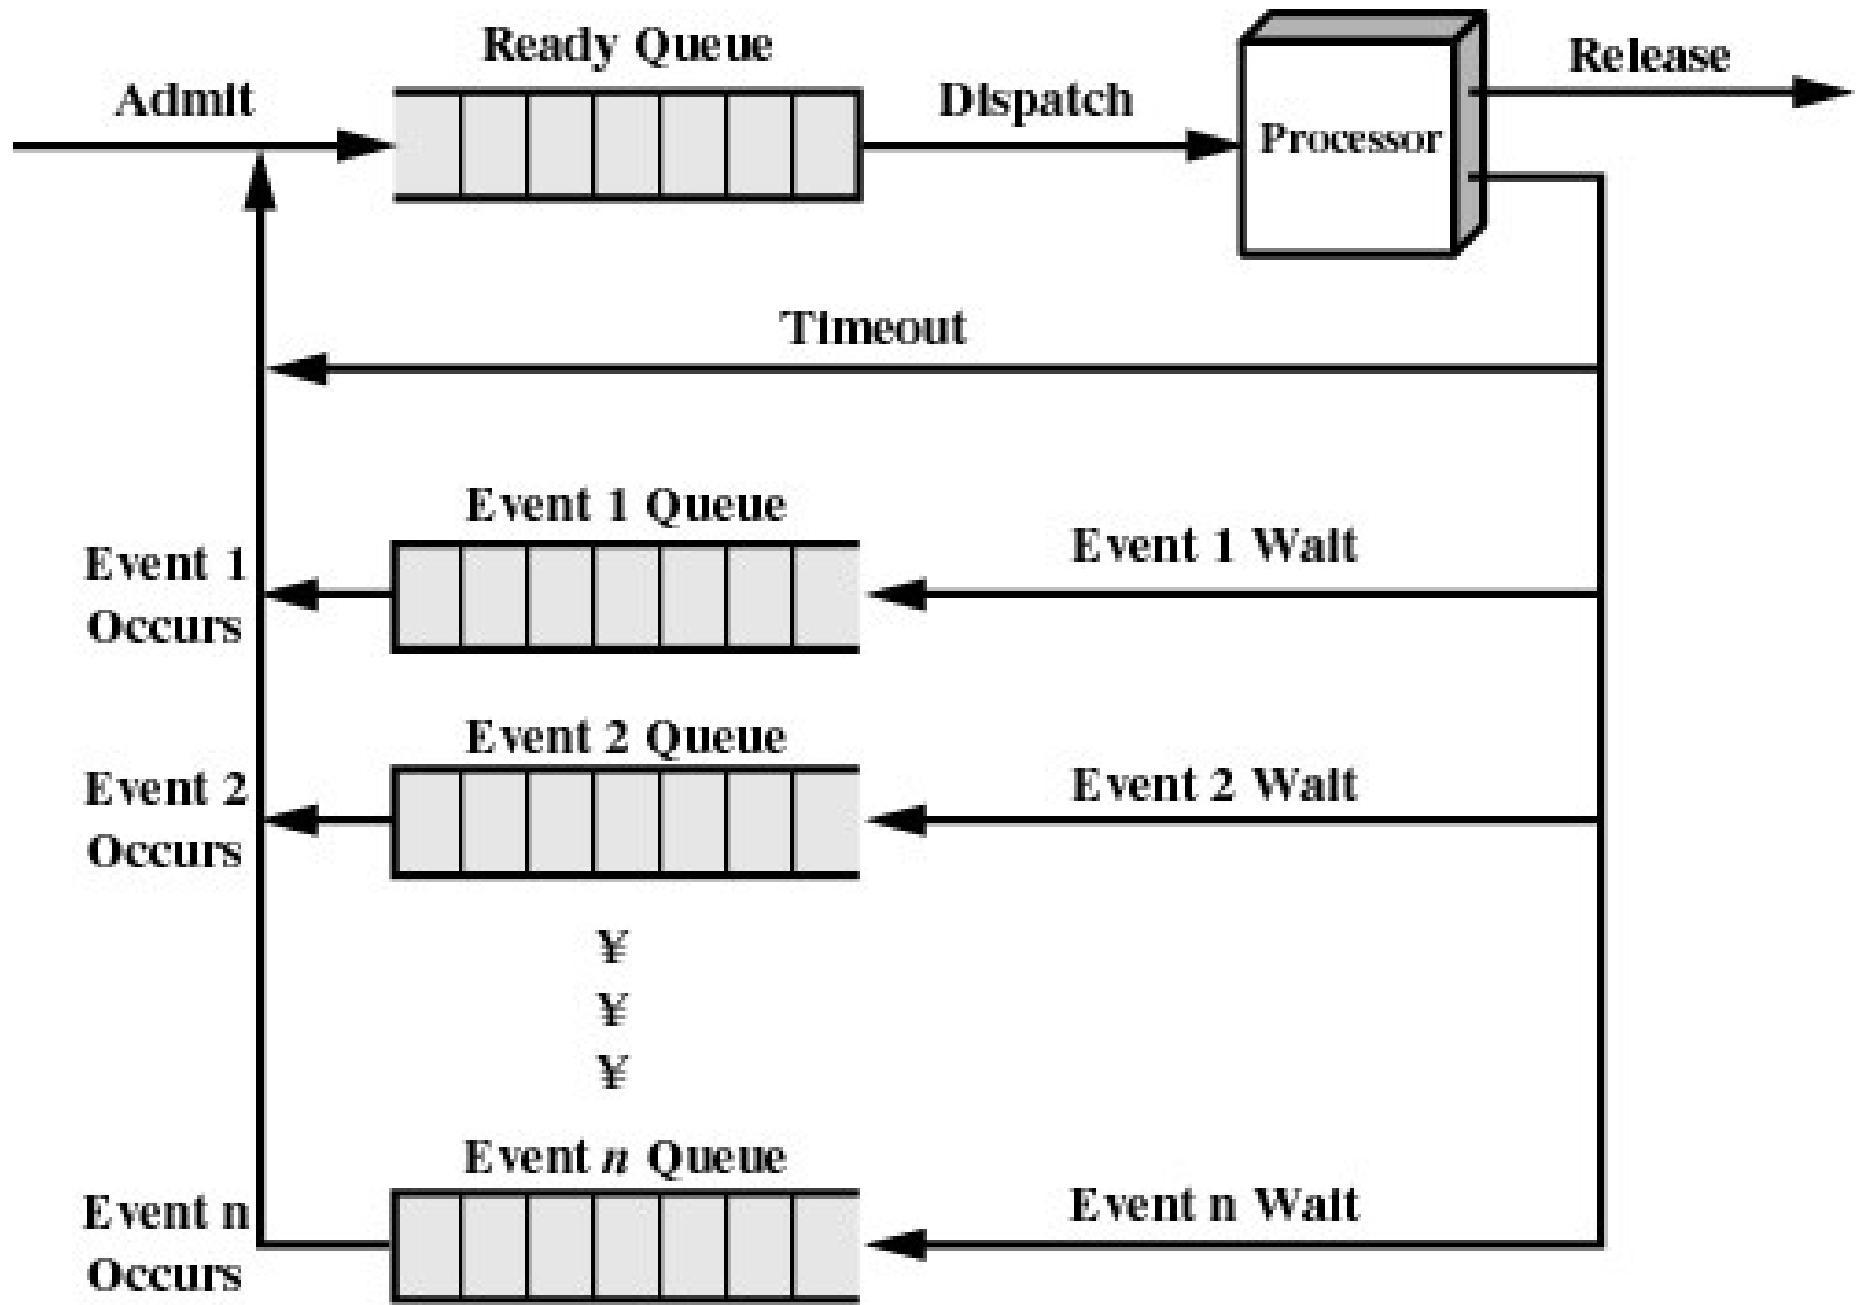 Ready Queue
Release
Admit
Dispatch
Processor
Timeout
Event 1 Queue
Event 1 Wait
Event 1
Occurs
Event 2 Queue
Event 2 Wait
Event 2
Occurs
¥
¥
¥
Event n Queue
Event n Wait
Event n
Occurs